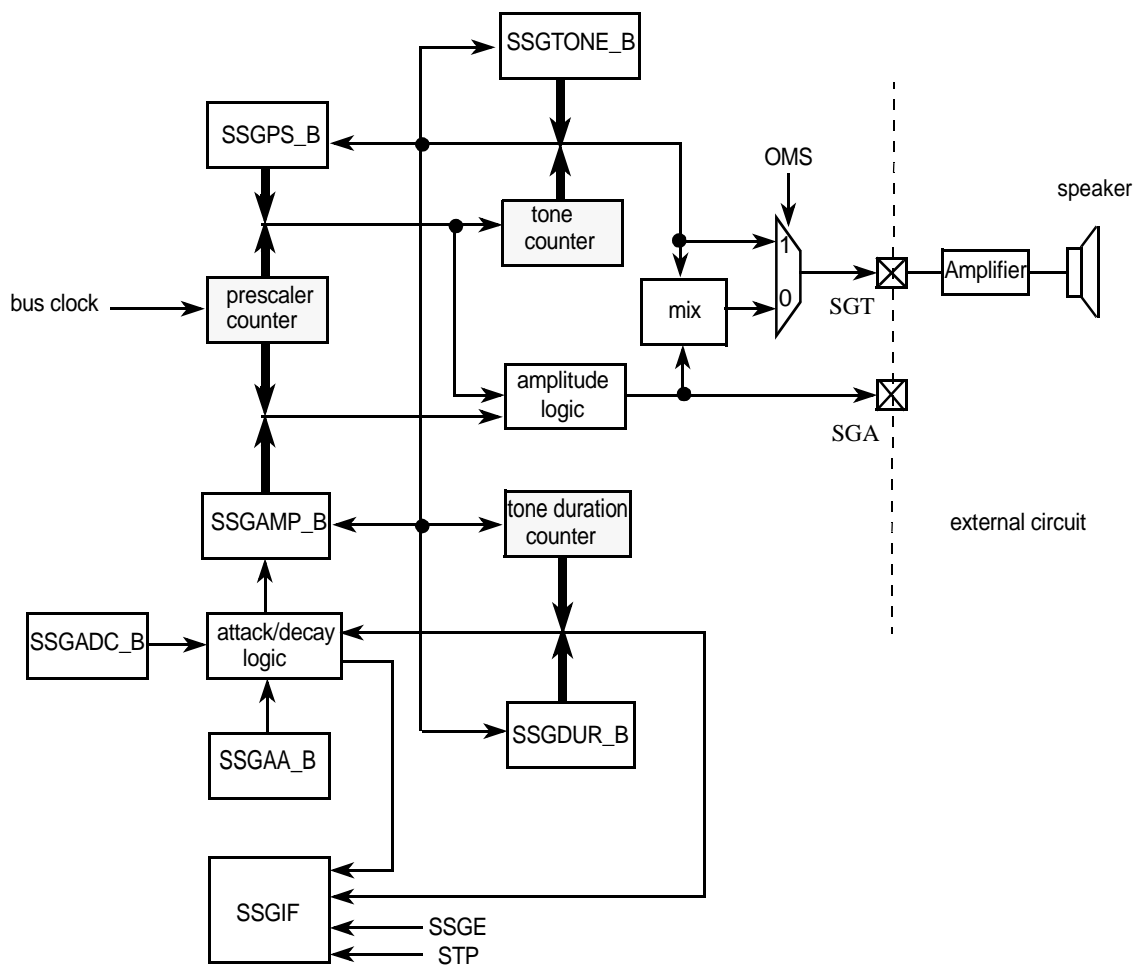 SSGTONE_B
SSGPS_B
OMS
speaker
tone
counter
1
Amplifier
bus clock
prescaler
counter
mix
0
SGT
amplitude
logic
SGA
SSGAMP_B
tone duration
counter
external circuit
SSGADC_B
attack/decay
logic
SSGDUR_B
SSGAA_B
SSGIF
SSGE
STP